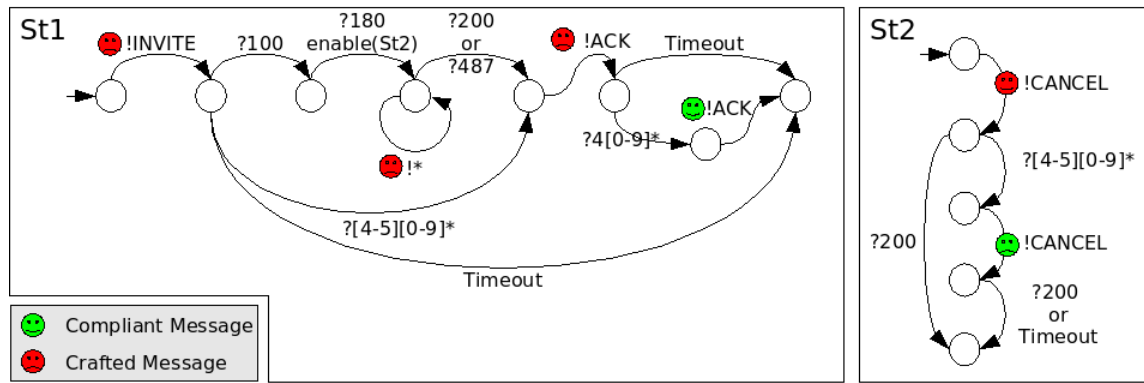 St1
!INVITE
?100
?180
enable(St2)
?200
or
?487
!ACK
Timeout
!ACK
?4[0-9]*
!*
?[4-5][0-9]*
Timeout
Compliant Message
Crafted Message
St2
!CANCEL
?[4-5][0-9]*
?200
!CANCEL
?200
or
Timeout